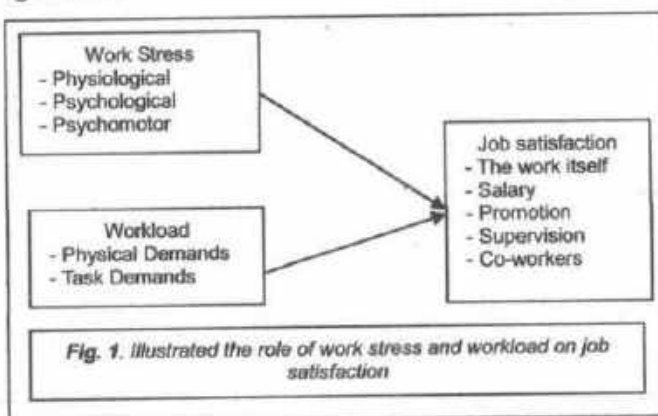 Work Stress
- Physiological
- Psychological
- Psychomotor
Job satisfaction
- The work itself
- Salary
- Promotion
- Supervision
- Co-workers
Workload
- Physical Demands
- Task Demands
Fig. 1. Illustrated the role of work stress and workload on job
satisfaction